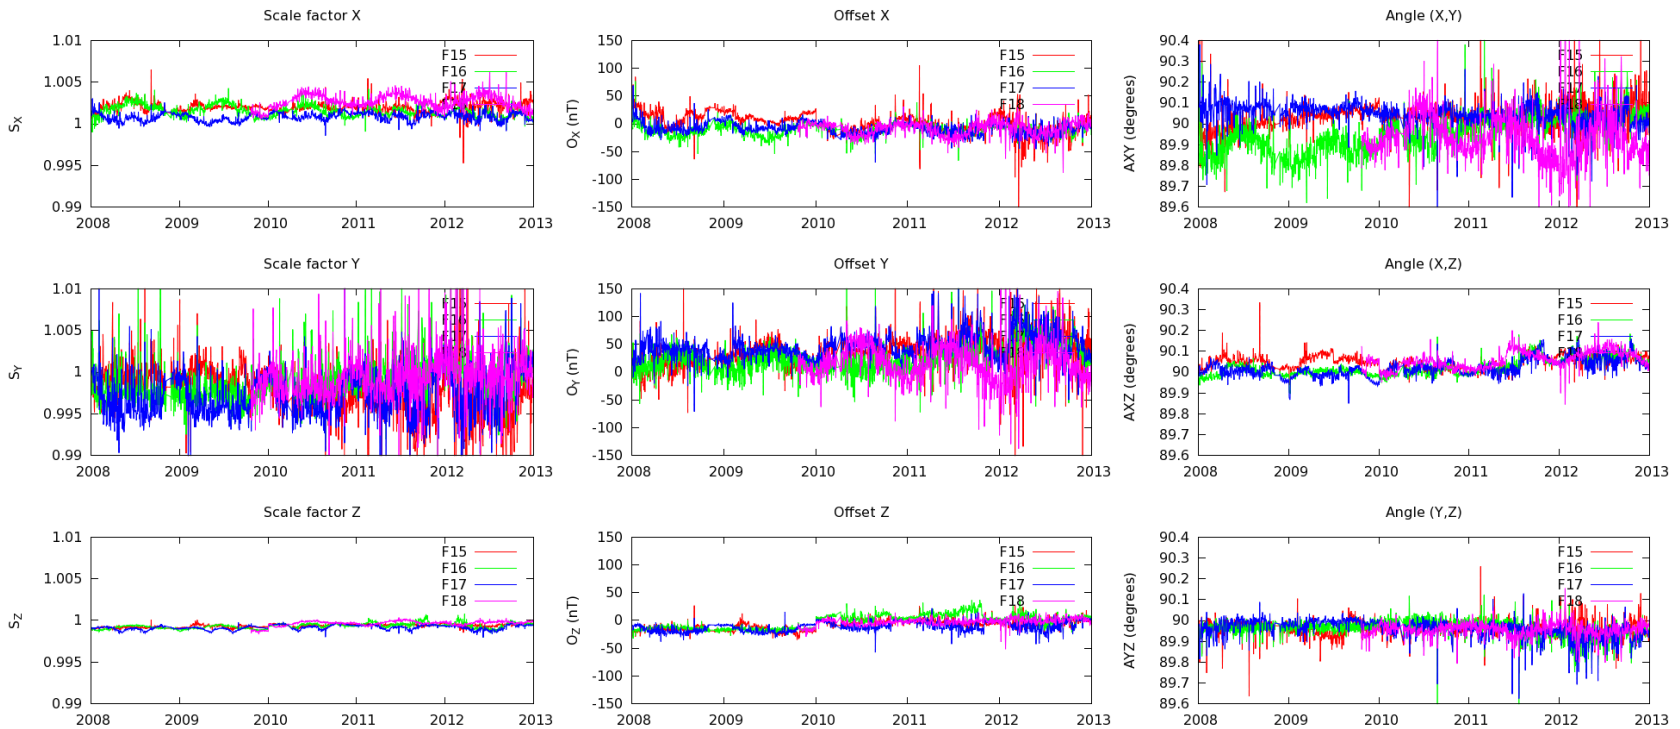 Scale factor X
1.01
1.005
1
0.995
0.99
S_X
F15
F16
F17
2008 2009 2010 2011 2012 2013
Offset X
150
100
50
0
-50
-100
-150
O_X (nT)
F15
F16
F17
F18
2008 2009 2010 2011 2012 2013
Angle (X,Y)
90.4
90.3
90.2
90.1
90
89.9
89.8
89.7
89.6
AXY (degrees)
F15
F16
F17
F18
2008 2009 2010 2011 2012 2013
Scale factor Y
1.01
1.005
1
0.995
0.99
S_Y
F15
F16
2008 2009 2010 2011 2012 2013
Offset Y
150
100
50
0
-50
-100
-150
O_Y (nT)
F15
2008 2009 2010 2011 2012 2013
Angle (X,Z)
90.4
90.3
90.2
90.1
90
89.9
89.8
89.7
89.6
AXZ (degrees)
F15
F16
F17
2008 2009 2010 2011 2012 2013
Scale factor Z
1.01
1.005
1
0.995
0.99
S_Z
F15
F16
F17
F18
2008 2009 2010 2011 2012 2013
Offset Z
150
100
50
0
-50
-100
-150
O_Z (nT)
F15
F16
F17
F18
2008 2009 2010 2011 2012 2013
Angle (Y,Z)
90.4
90.3
90.2
90.1
90
89.9
89.8
89.7
89.6
AYZ (degrees)
F15
F16
F17
F18
2008 2009 2010 2011 2012 2013